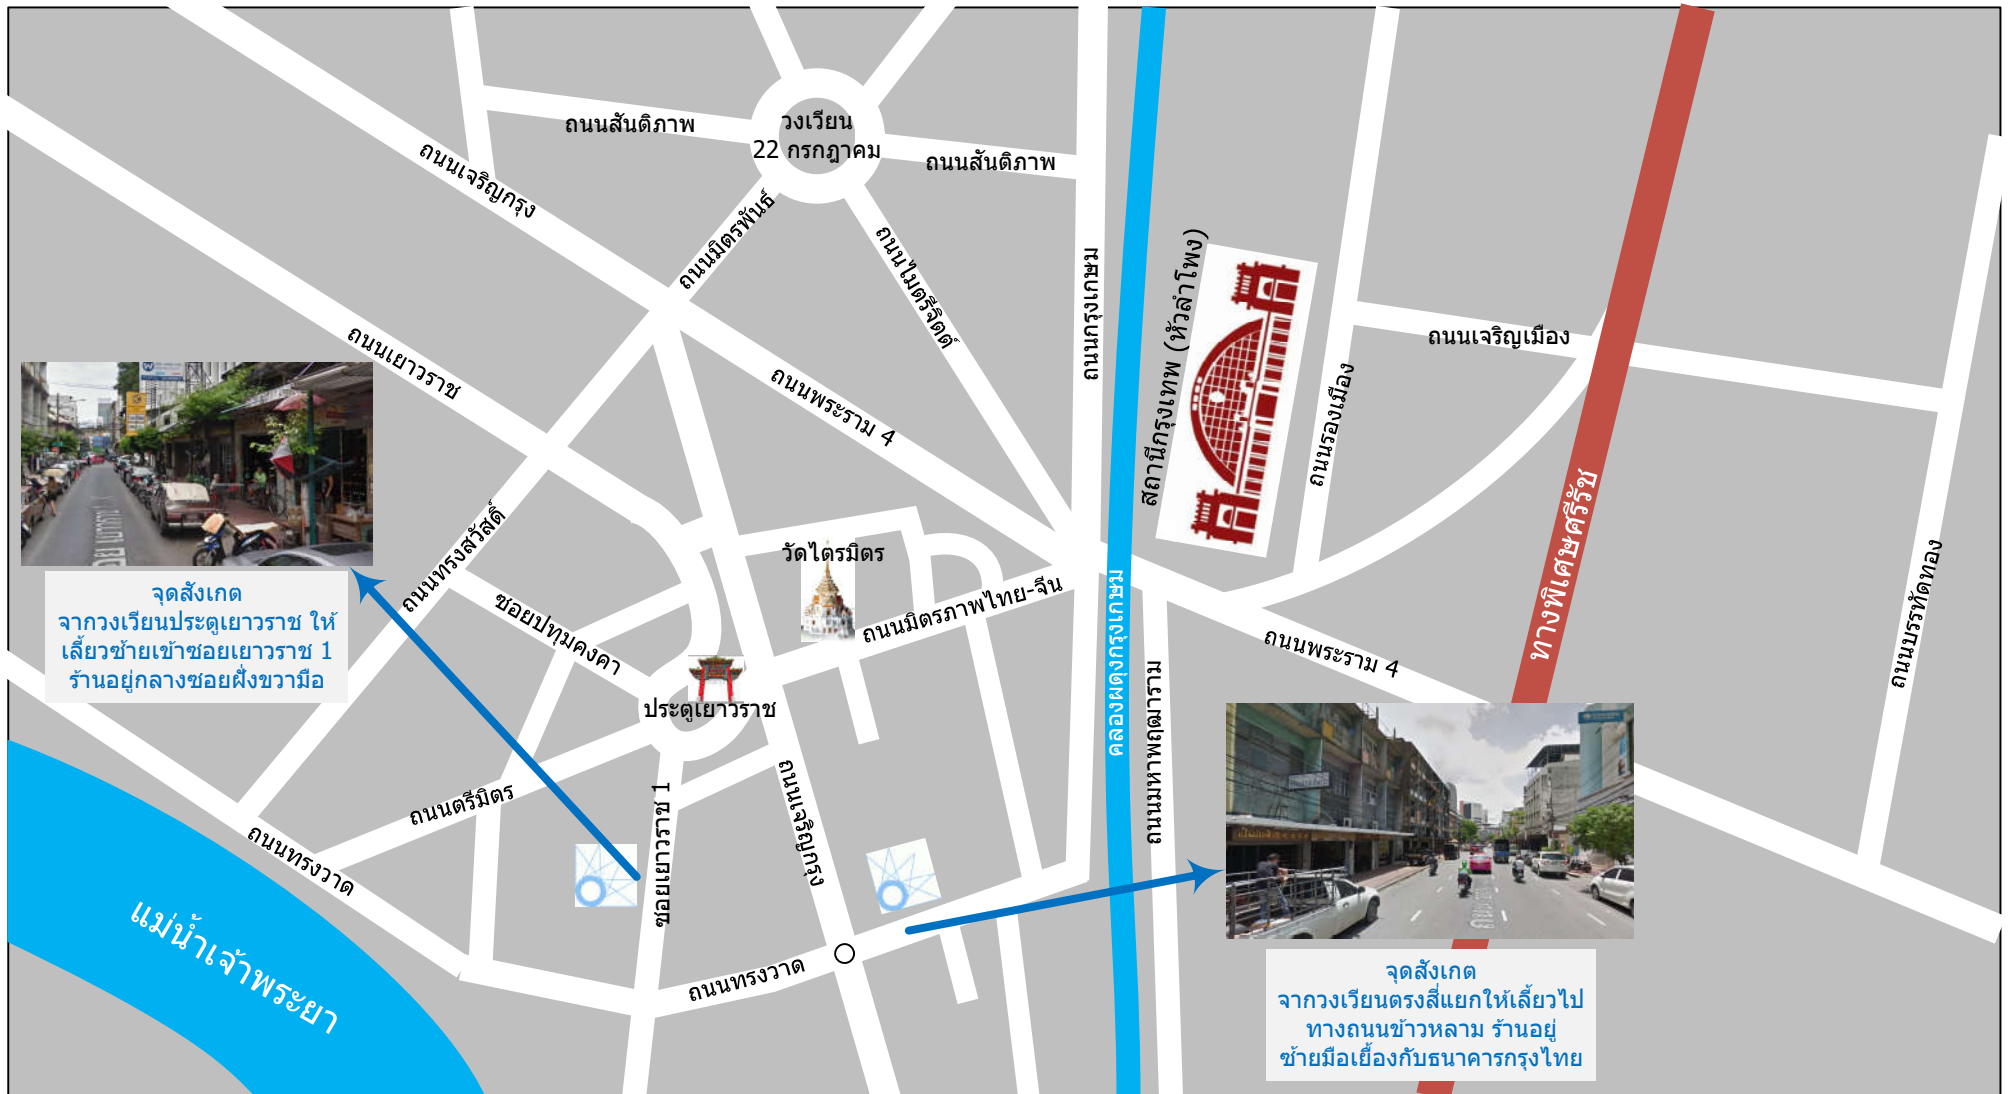 วงเวียน
22 กรกฎาคม
ถนนสันติภาพ
ถนนสันติภาพ
ถนนเจริญกรุง
ถนนมิตรพันธ์
ถนนไมตรีจิตต์
ถนนกรุงเกษม
สถานีกรุงเทพ (หัวลำโพง)
ถนนเจริญเมือง
ถนนรองเมือง
ถนนเยาวราช
ถนนพระราม 4
ทางพิเศษศรีรัช
ถนนบรรทัดทอง
ถนนทรงสวัสดิ์
วัดไตรมิตร
ถนนมิตรภาพไทย-จีน
คลองผดุงกรุงเกษม
ซอยปทุมคงคา
ถนนพระราม 4
ถนนมหาพฤฒาราม
ประตูเยาวราช
จุดสังเกต
จากวงเวียนประตูเยาวราช ให้
เลี้ยวซ้ายเข้าซอยเยาวราช 1
ร้านอยู่กลางซอยฝั่งขวามือ
ถนนตรีมิตร
ซอยเยาวราช 1
ถนนเจริญกรุง
ถนนทรงวาด
ถนนทรงวาด
แม่น้ำเจ้าพระยา
จุดสังเกต
จากวงเวียนตรงสี่แยกให้เลี้ยวไป
ทางถนนข้าวหลาม ร้านอยู่
ซ้ายมือเยื้องกับธนาคารกรุงไทย